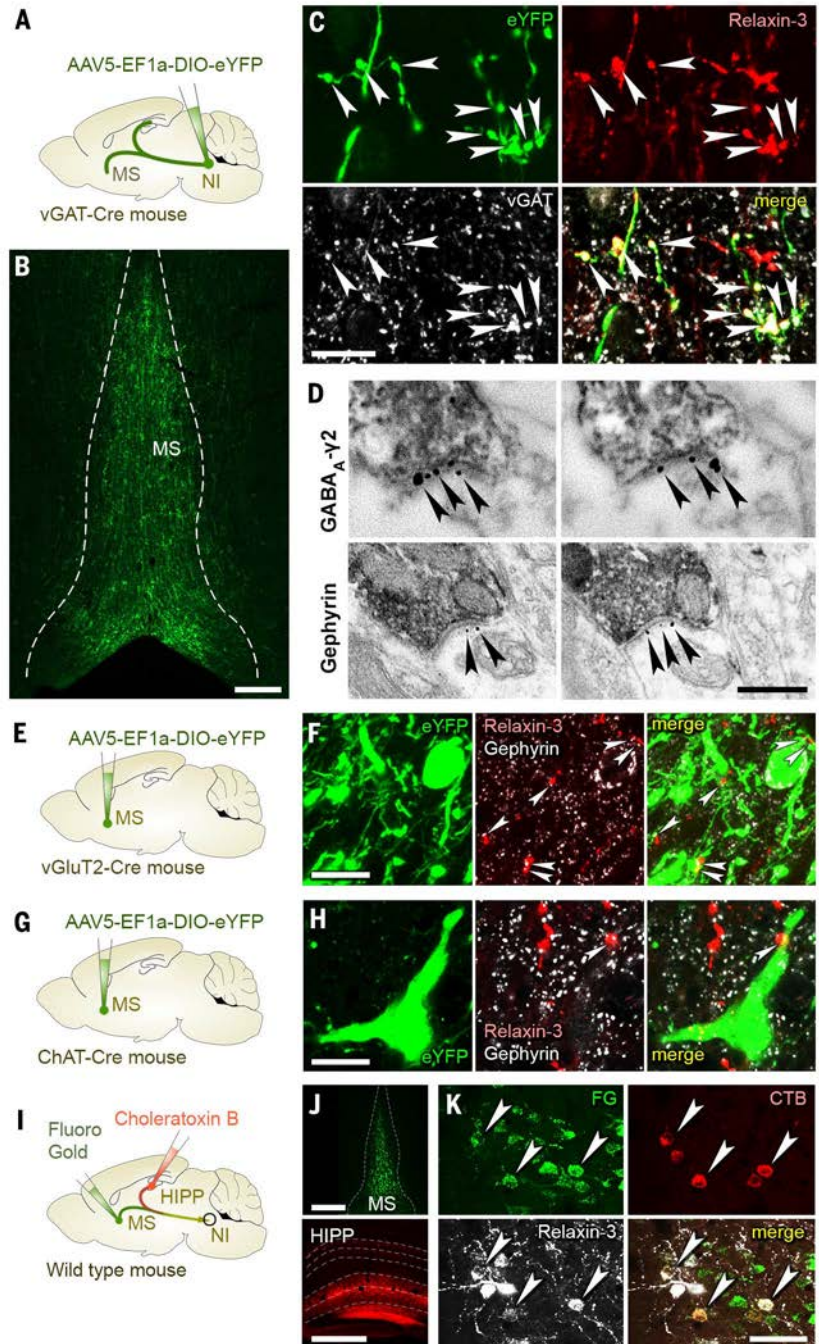 A
AAV5-EF1a-DIO-eYFP
MS
NI
vGAT-Cre mouse
B
MS
C
eYFP
Relaxin-3
vGAT
merge
D
GABAA-γ2
Gephyrin
E
AAV5-EF1a-DIO-eYFP
MS
vGluT2-Cre mouse
F
eYFP
Relaxin-3
Gephyrin
merge
G
AAV5-EF1a-DIO-eYFP
MS
ChAT-Cre mouse
H
eYFP
Relaxin-3
Gephyrin
merge
I
Choleratoxin B
Fluoro
Gold
HIPP
MS
NI
Wild type mouse
J
MS
HIPP
K
FG
CTB
Relaxin-3
merge